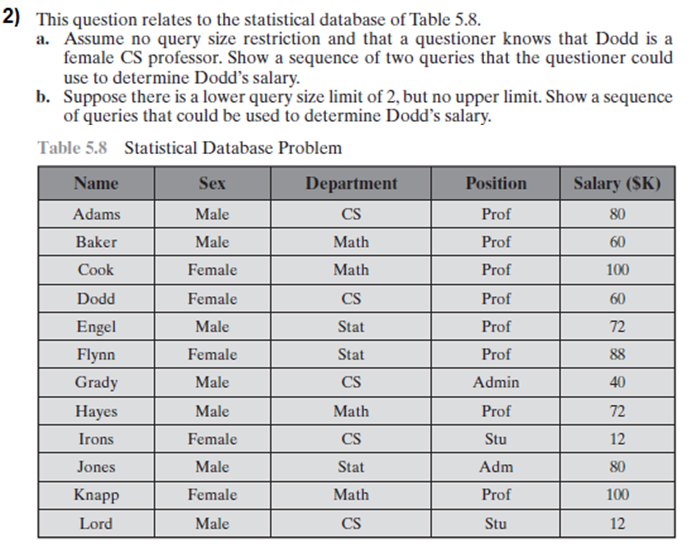 2) This question relates to the statistical database of Table 5.8.
a. Assume no query size restriction and that a questioner knows that Dodd is a
female CS professor. Show a sequence of two queries that the questioner could
use to determine Dodd's salary.
b. Suppose there is a lower query size limit of 2, but no upper limit. Show a sequence
of queries that could be used to determine Dodd's salary.
Table 5.8 Statistical Database Problem
Name Sex Department Position Salary ($K)
Adams Male CS Prof 80
Baker Male Math Prof 60
Cook Female Math Prof 100
Dodd Female CS Prof 60
Engel Male Stat Prof 72
Flynn Female Stat Prof 88
Grady Male CS Admin 40
Hayes Male Math Prof 72
Irons Female CS Stu 12
Jones Male Stat Adm 80
Knapp Female Math Prof 100
Lord Male CS Stu 12